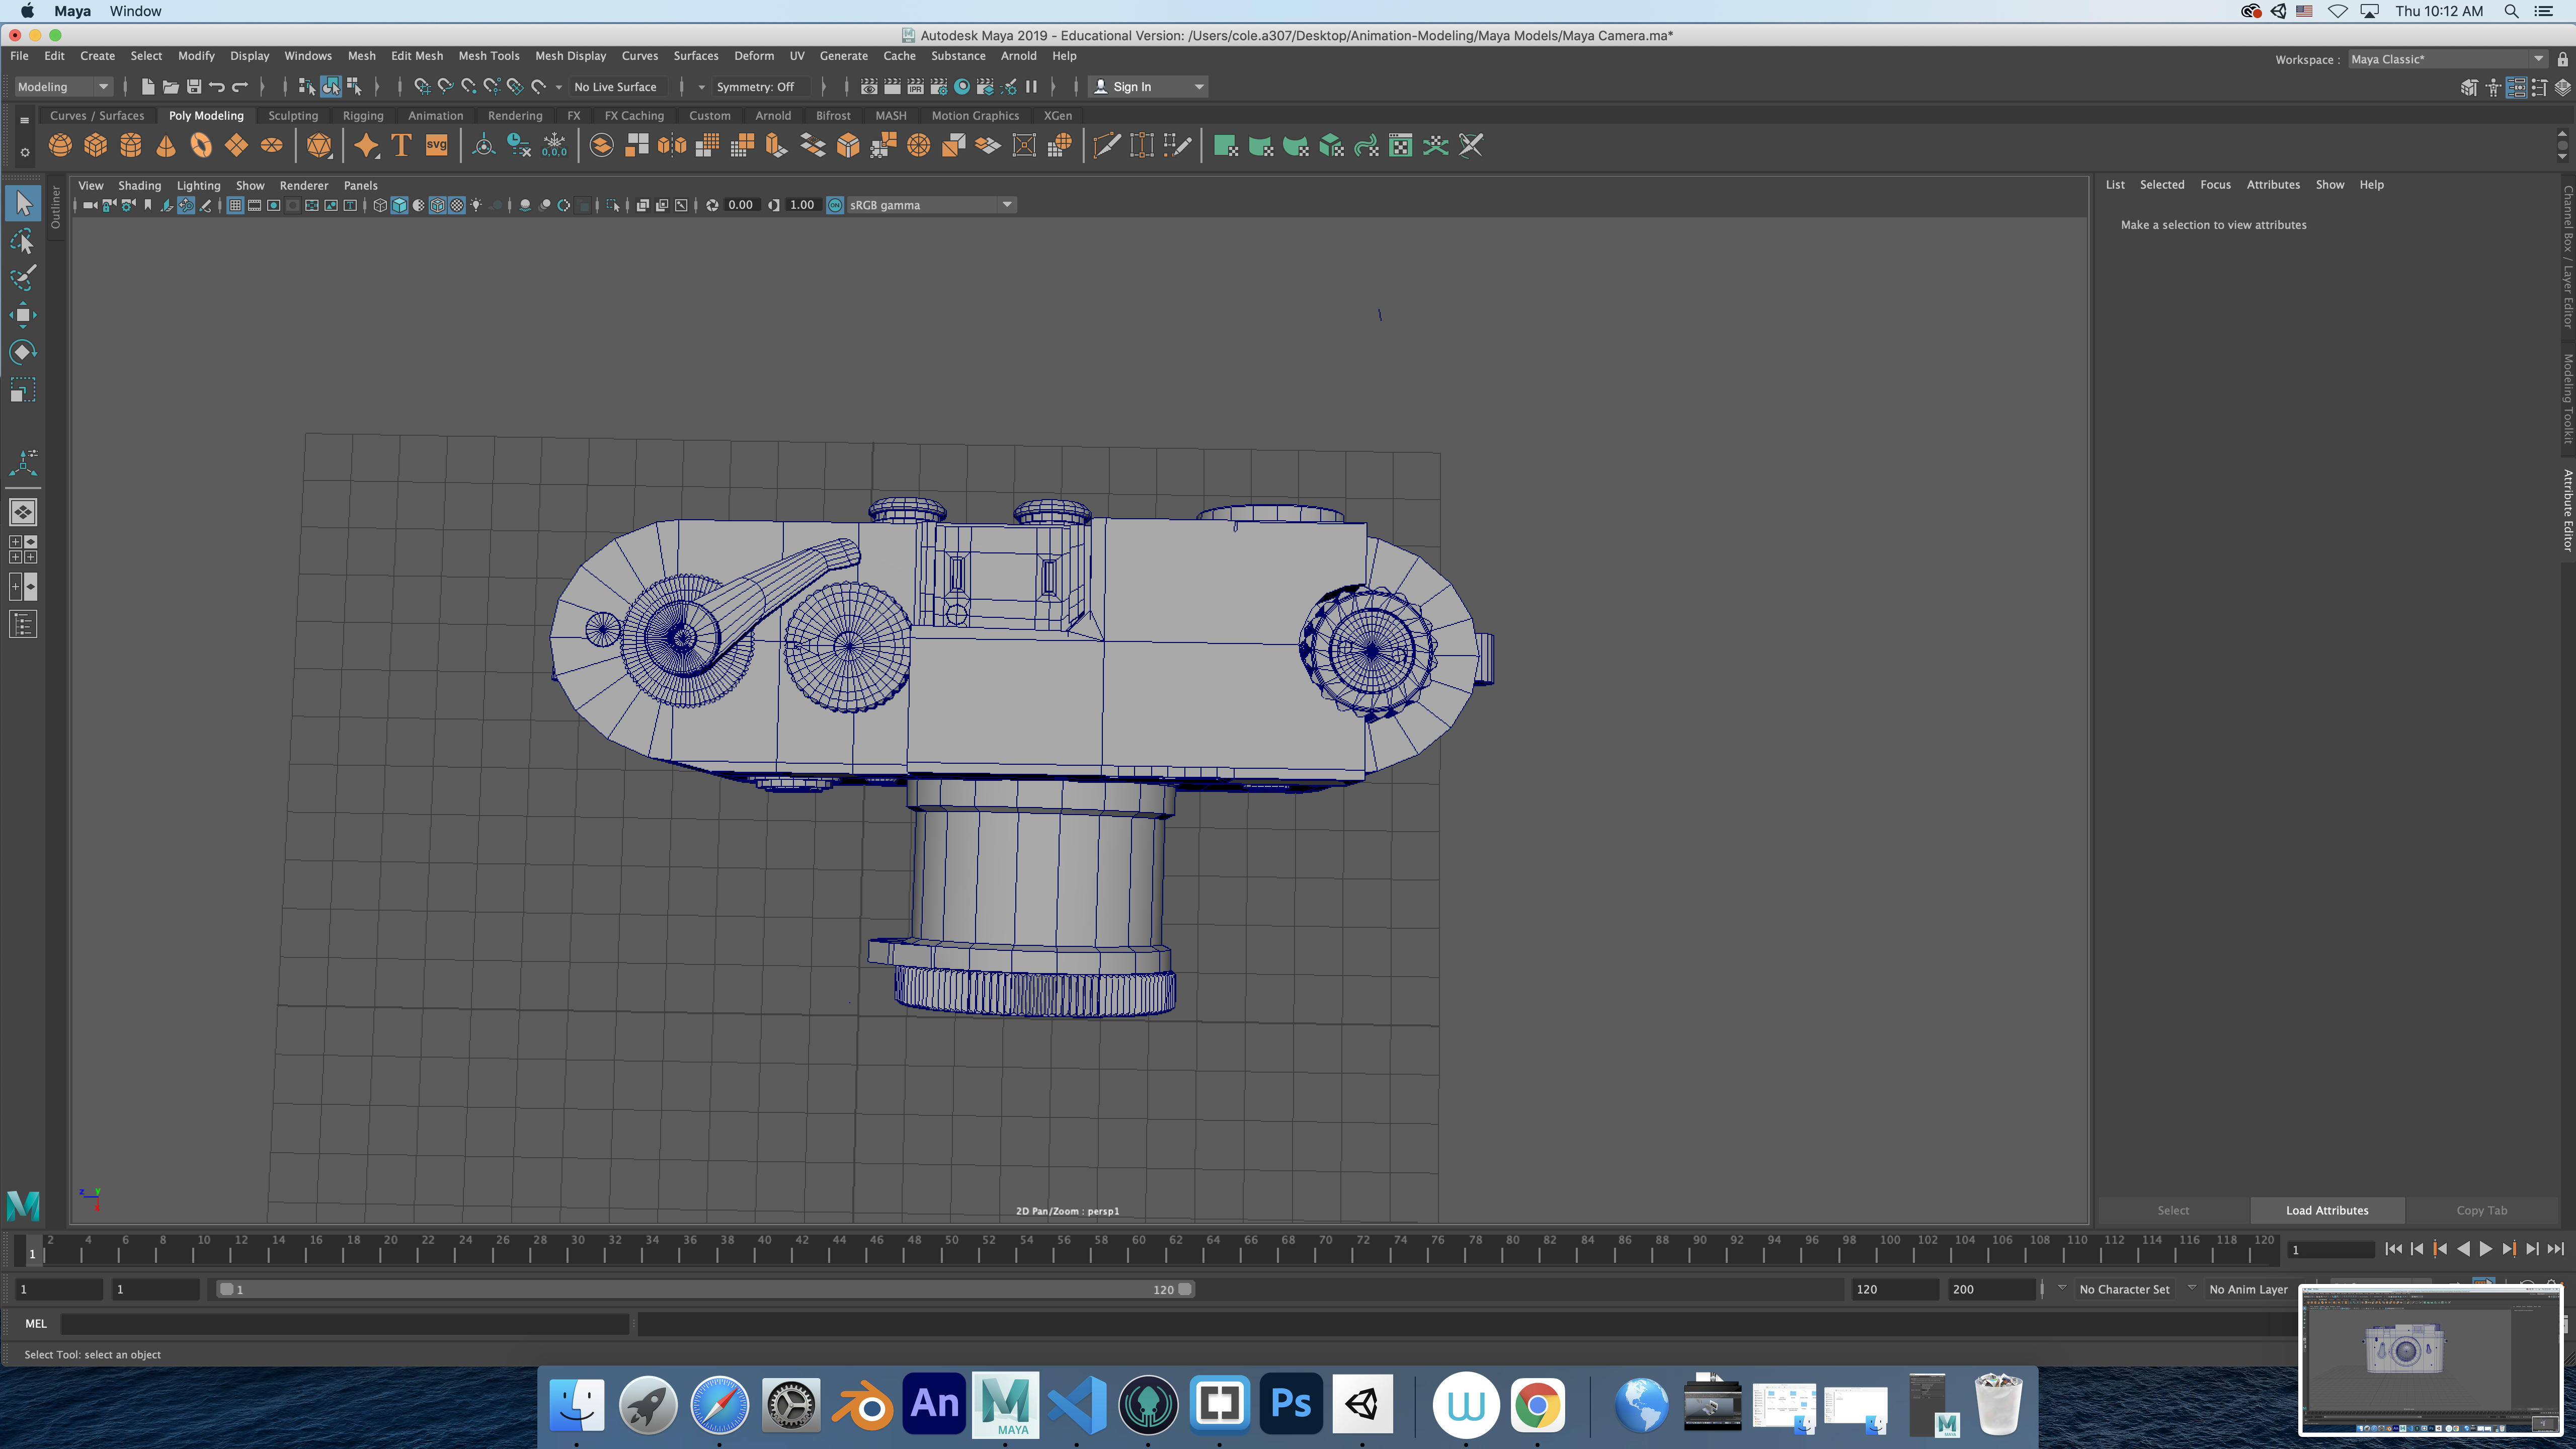 Maya Window Thu 10:12 AM
Autodesk Maya 2019 - Educational Version: /Users/cole.a307/Desktop/Animation-Modeling/Maya Models/Maya Camera.ma*
File Edit Create Select Modify Display Windows Mesh Edit Mesh Mesh Tools Mesh Display Curves Surfaces Deform UV Generate Cache Substance Arnold Help Workspace : Maya Classic*
Modeling No Live Surface Symmetry: Off IPR Sign In
Curves / Surfaces Poly Modeling Sculpting Rigging Animation Rendering FX FX Caching Custom Arnold Bifrost MASH Motion Graphics XGen
T SVG 0,0,0
View Shading Lighting Show Renderer Panels
0.00 1.00 ON sRGB gamma
Outliner
List Selected Focus Attributes Show Help
Make a selection to view attributes
Channel Box / Layer Editor
Modeling Toolkit
Attribute Editor
z y
2D Pan/Zoom : persp1
Select Load Attributes Copy Tab
1 2 4 6 8 10 12 14 16 18 20 22 24 26 28 30 32 34 36 38 40 42 44 46 48 50 52 54 56 58 60 62 64 66 68 70 72 74 76 78 80 82 84 86 88 90 92 94 96 98 100 102 104 106 108 110 112 114 116 118 120 1
1 1 1 120 120 200 No Character Set No Anim Layer
MEL
Select Tool: select an object
An MAYA Ps W